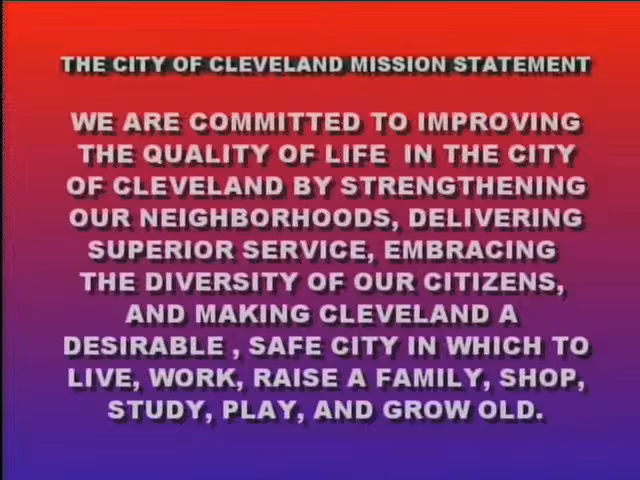 THE CITY OF CLEVELAND MISSION STATEMENT
WE ARE COMMITTED TO IMPROVING
THE QUALITY OF LIFE IN THE CITY
OF CLEVELAND BY STRENGTHENING
OUR NEIGHBORHOODS, DELIVERING
SUPERIOR SERVICE, EMBRACING
THE DIVERSITY OF OUR CITIZENS,
AND MAKING CLEVELAND A
DESIRABLE , SAFE CITY IN WHICH TO
LIVE, WORK, RAISE A FAMILY, SHOP,
STUDY, PLAY, AND GROW OLD.